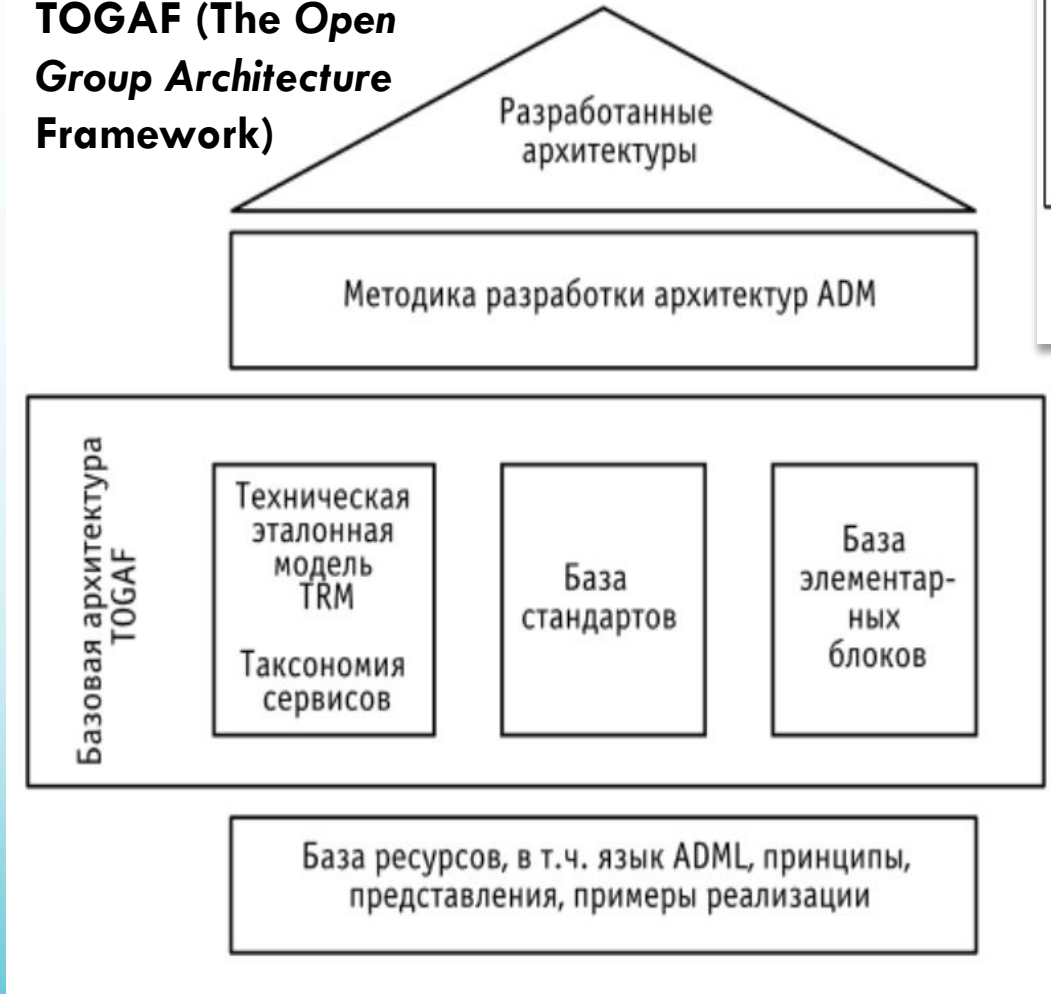 TOGAF (The Open
Group Architecture
Framework)
Разработанные
архитектуры
Методика разработки архитектур ADM
Базовая архитектура
TOGAF
Техническая
эталонная
модель
TRM
Таксономия
сервисов
База
стандартов
База
элементар-
ных
блоков
База ресурсов, в т.ч. язык ADML, принципы,
представления, примеры реализации